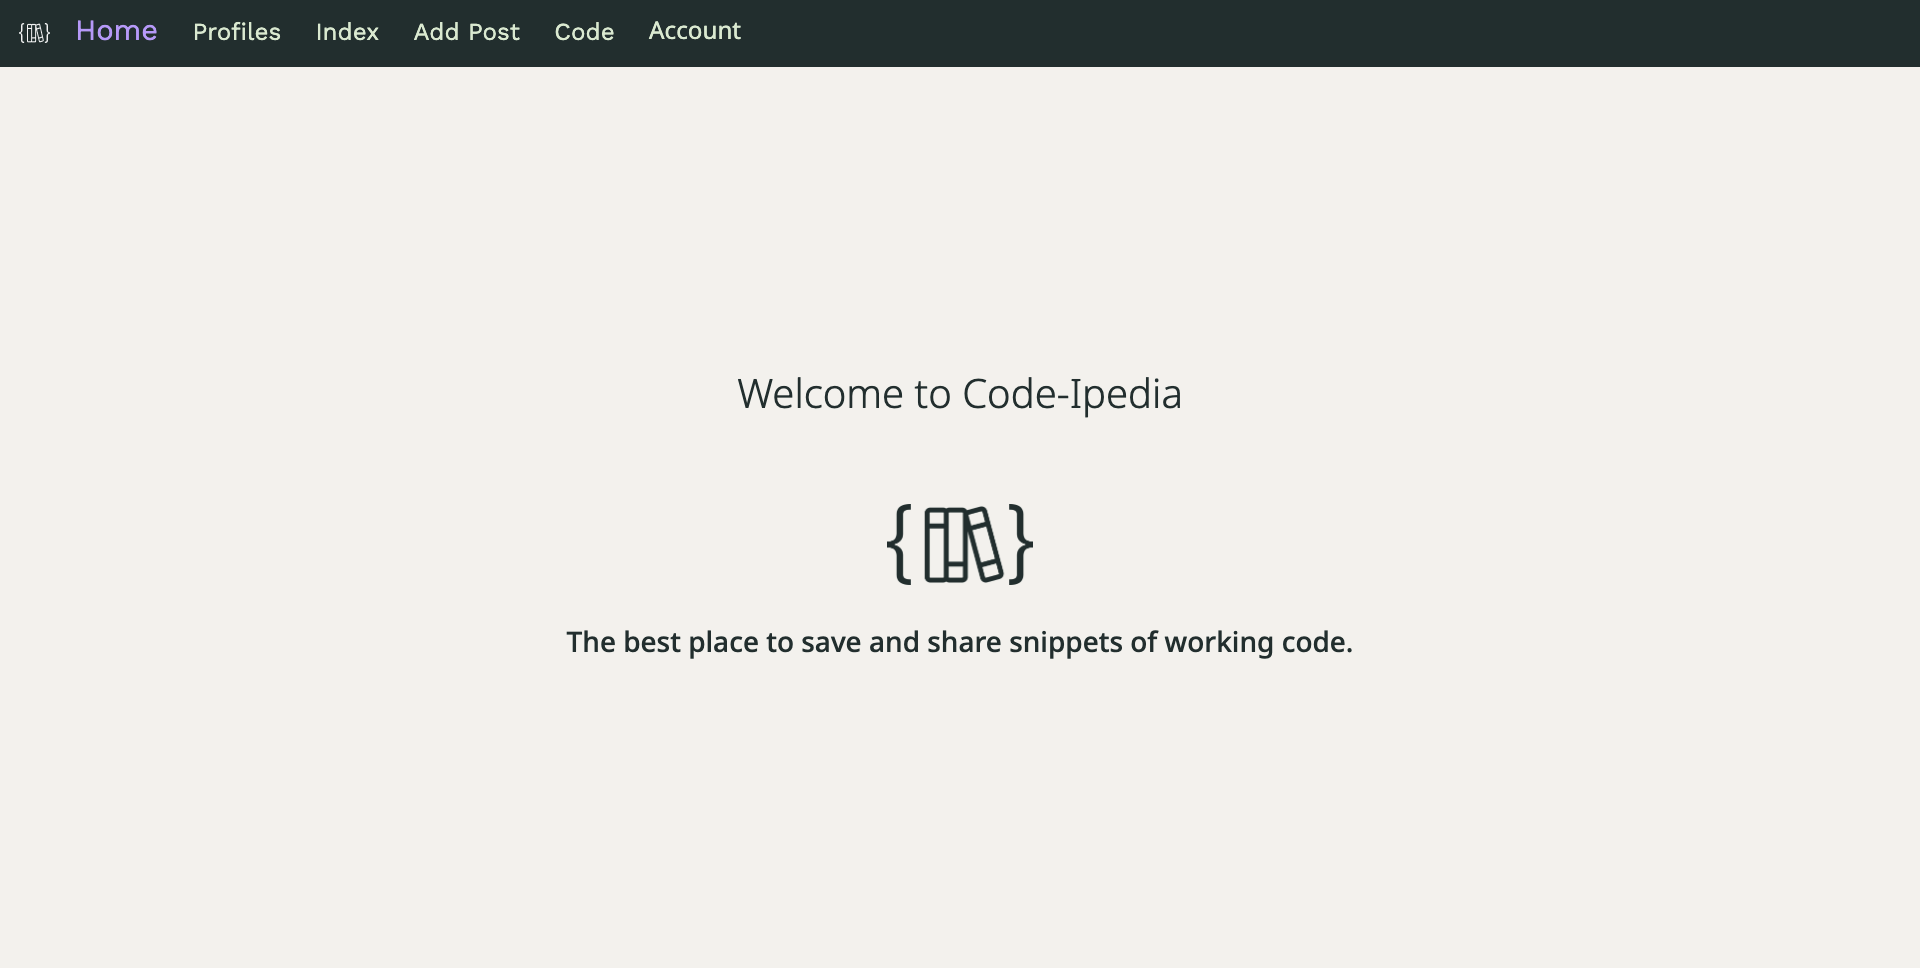 Home Profiles Index Add Post Code Account
Welcome to Code-Ipedia
The best place to save and share snippets of working code.